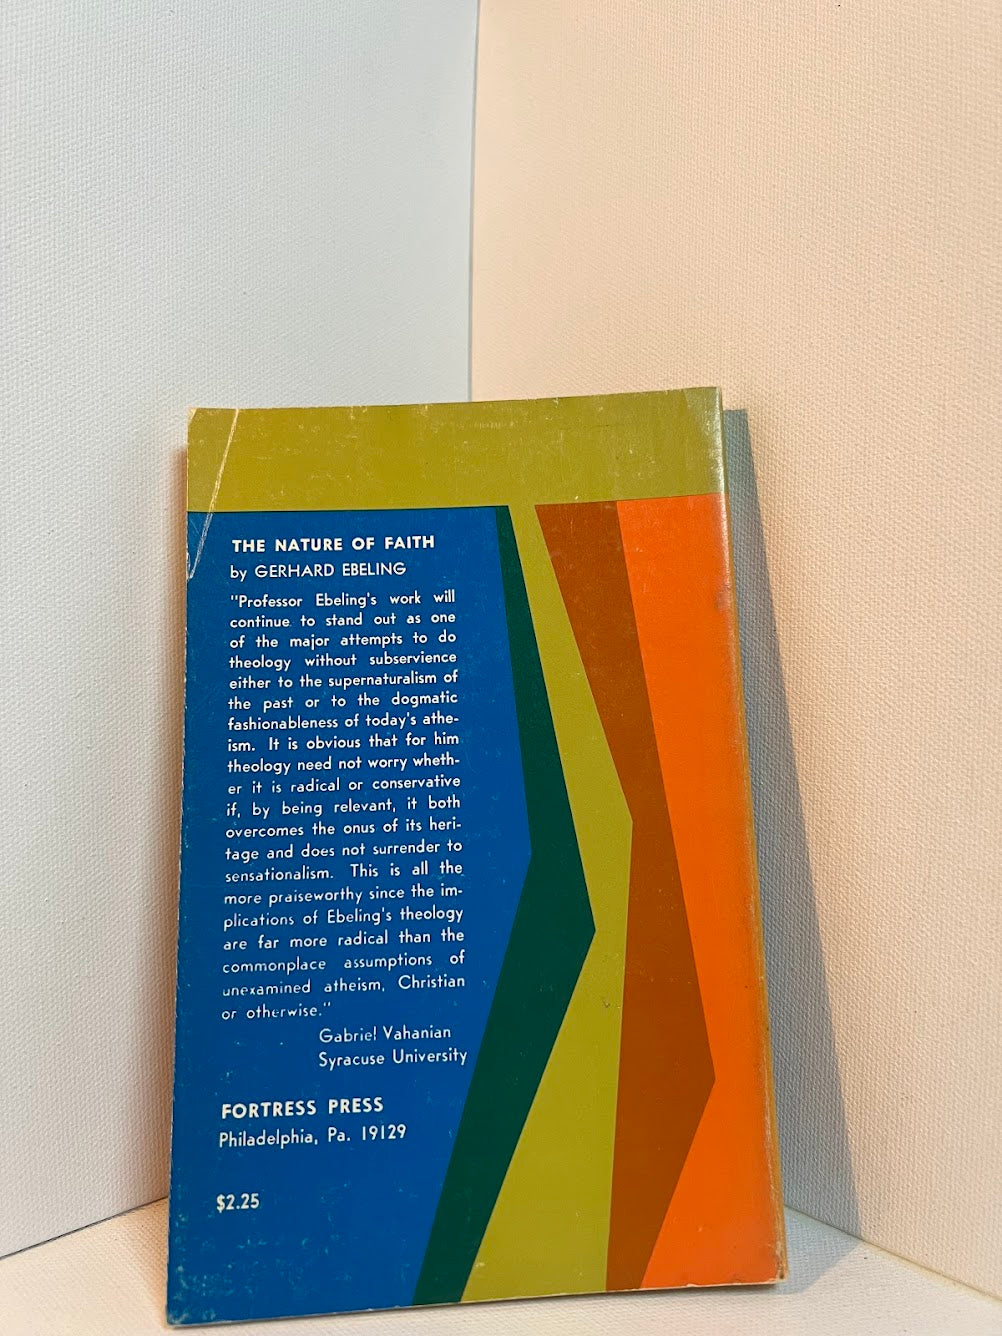 THE NATURE OF FAITH
by GERHARD EBELING
"Professor Ebeling's work will
continue to stand out as one
of the major attempts to do
theology without subservience
either to the supernaturalism of
the past or to the dogmatic
fashionableness of today's athe-
ism. It is obvious that for him
theology need not worry wheth-
er it is radical or conservative
if, by being relevant, it both
overcomes the onus of its heri-
tage and does not surrender to
sensationalism. This is all the
more praiseworthy since the im-
plications of Ebeling's theology
are far more radical than the
commonplace assumptions of
unexamined atheism, Christian
or otherwise."
Gabriel Vahanian
Syracuse University
FORTRESS PRESS
Philadelphia, Pa. 19129
$2.25